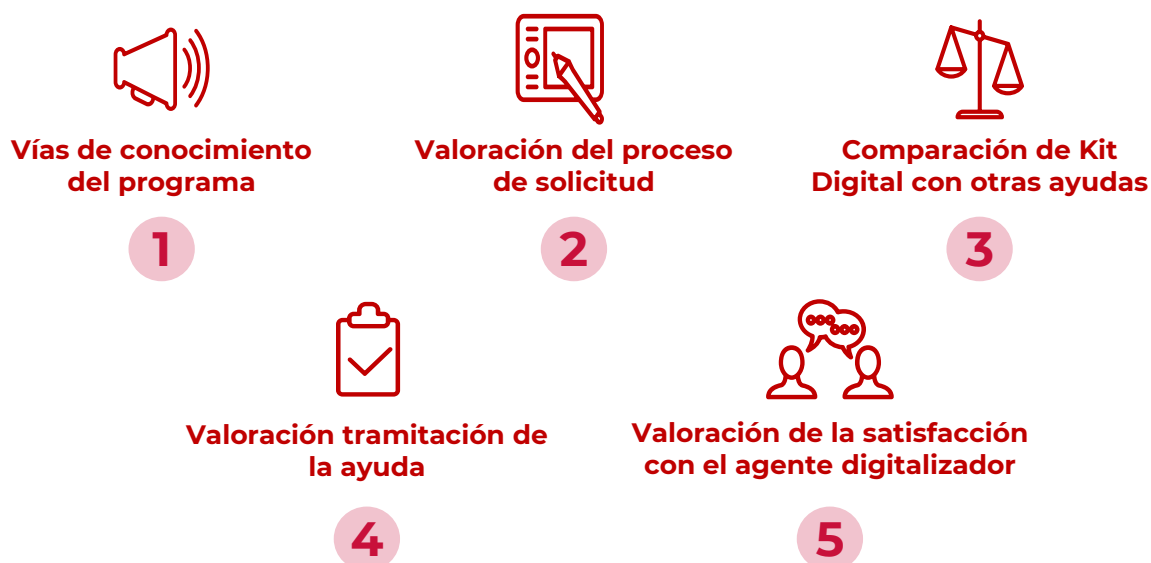 Vías de conocimiento
del programa
1
Valoración del proceso
de solicitud
2
Comparación de Kit
Digital con otras ayudas
3
Valoración tramitación de
la ayuda
4
Valoración de la satisfacción
con el agente digitalizador
5